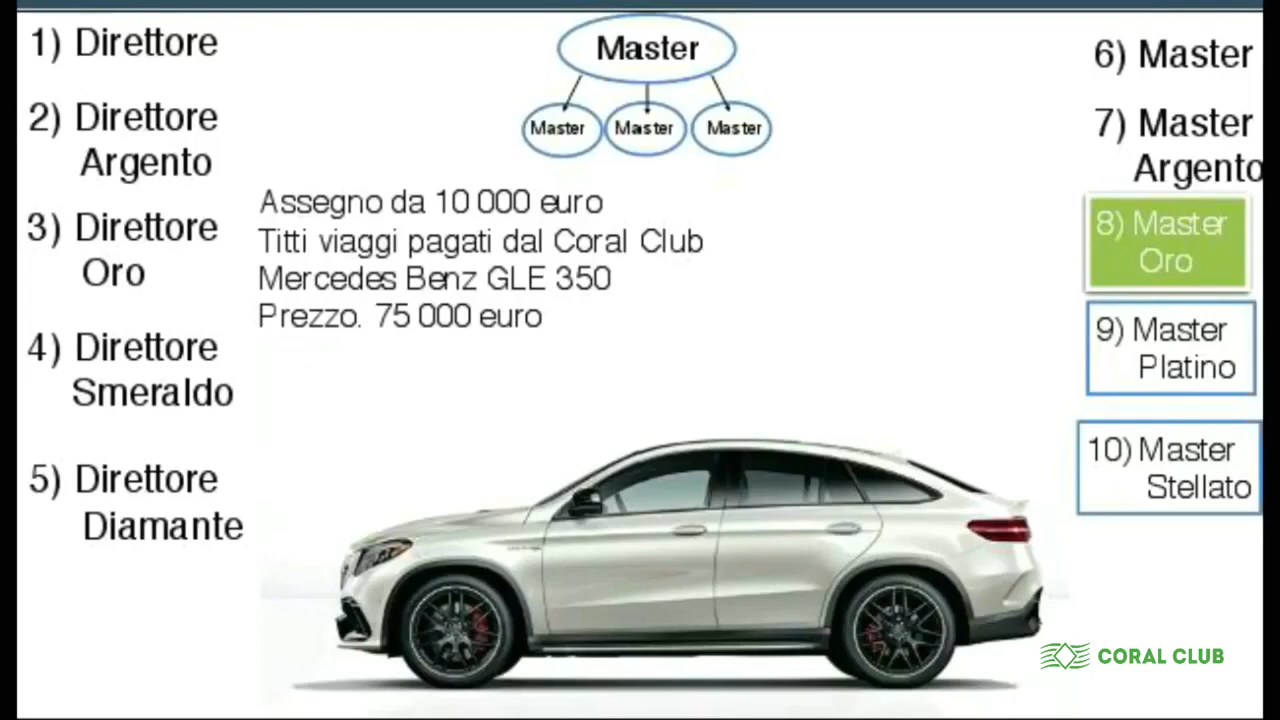 1) Direttore
2) Direttore
Argento
3) Direttore
Oro
4) Direttore
Smeraldo
5) Direttore
Diamante
Master
Master Master Master
Assegno da 10 000 euro
Titti viaggi pagati dal Coral Club
Mercedes Benz GLE 350
Prezzo. 75 000 euro
6) Master
7) Master
Argento
8) Master
Oro
9) Master
Platino
10) Master
Stellato
CORAL CLUB